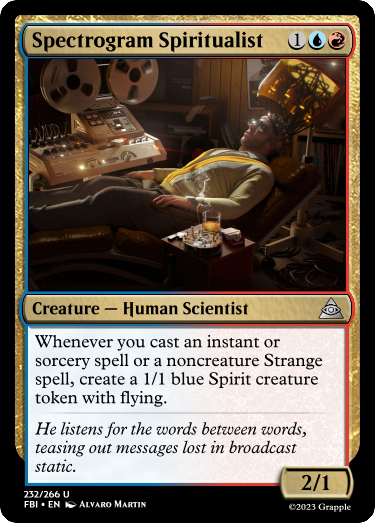 Spectrogram Spiritualist 1
Creature — Human Scientist
Whenever you cast an instant or
sorcery spell or a noncreature Strange
spell, create a 1/1 blue Spirit creature
token with flying.
He listens for the words between words,
teasing out messages lost in broadcast
static.
2/1
232/266 U
FBI • EN Alvaro Martin
©2023 Grapple